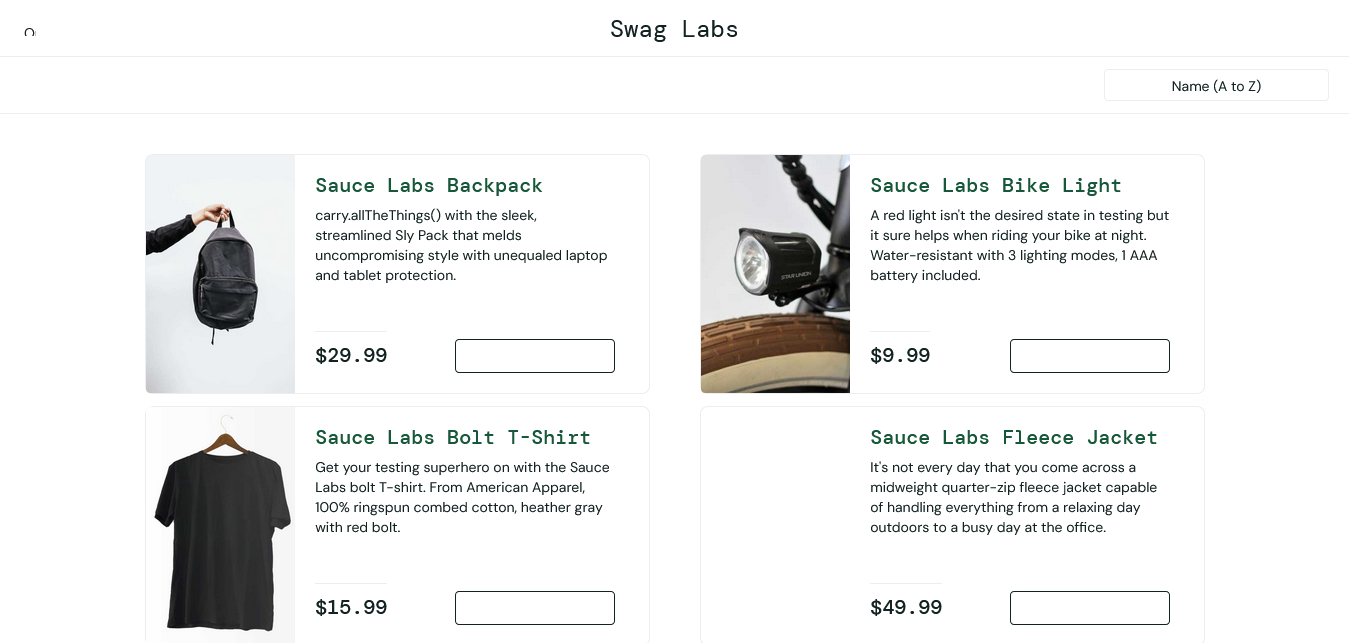 Swag Labs
Name (A to Z)
Sauce Labs Backpack
carry.allTheThings() with the sleek,
streamlined Sly Pack that melds
uncompromising style with unequaled laptop
and tablet protection.
$29.99
Sauce Labs Bike Light
A red light isn't the desired state in testing but
it sure helps when riding your bike at night.
Water-resistant with 3 lighting modes, 1 AAA
battery included.
STAR UNION
$9.99
Sauce Labs Bolt T-Shirt
Get your testing superhero on with the Sauce
Labs bolt T-shirt. From American Apparel,
100% ringspun combed cotton, heather gray
with red bolt.
$15.99
Sauce Labs Fleece Jacket
It's not every day that you come across a
midweight quarter-zip fleece jacket capable
of handling everything from a relaxing day
outdoors to a busy day at the office.
$49.99